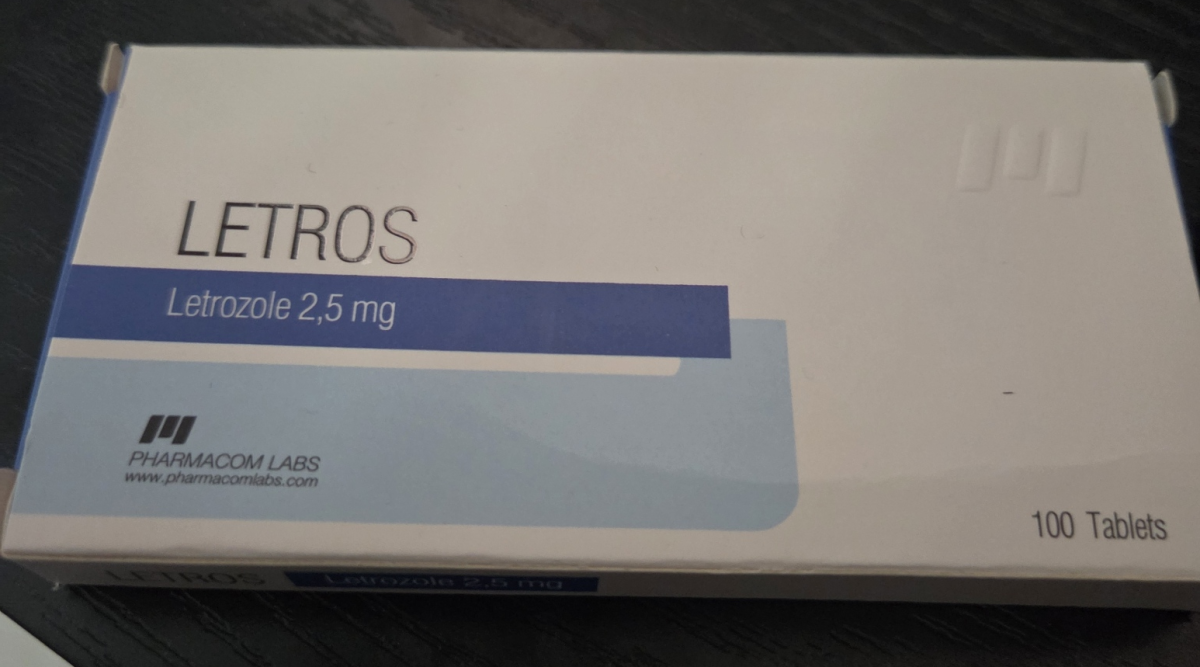 LETROS
Letrozole 2,5 mg
PHARMACOM LABS
www.pharmacomlabs.com
100 Tablets
LETROS Letrozole 2,5 mg